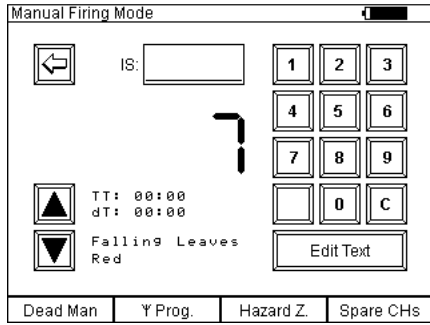 Manual Firing Mode
IS:
1 2 3
4 5 6
7
7 8 9
TT: 00:00
dT: 00:00
0 C
Falling Leaves
Red
Edit Text
Dead Man Ψ Prog. Hazard Z. Spare CHs